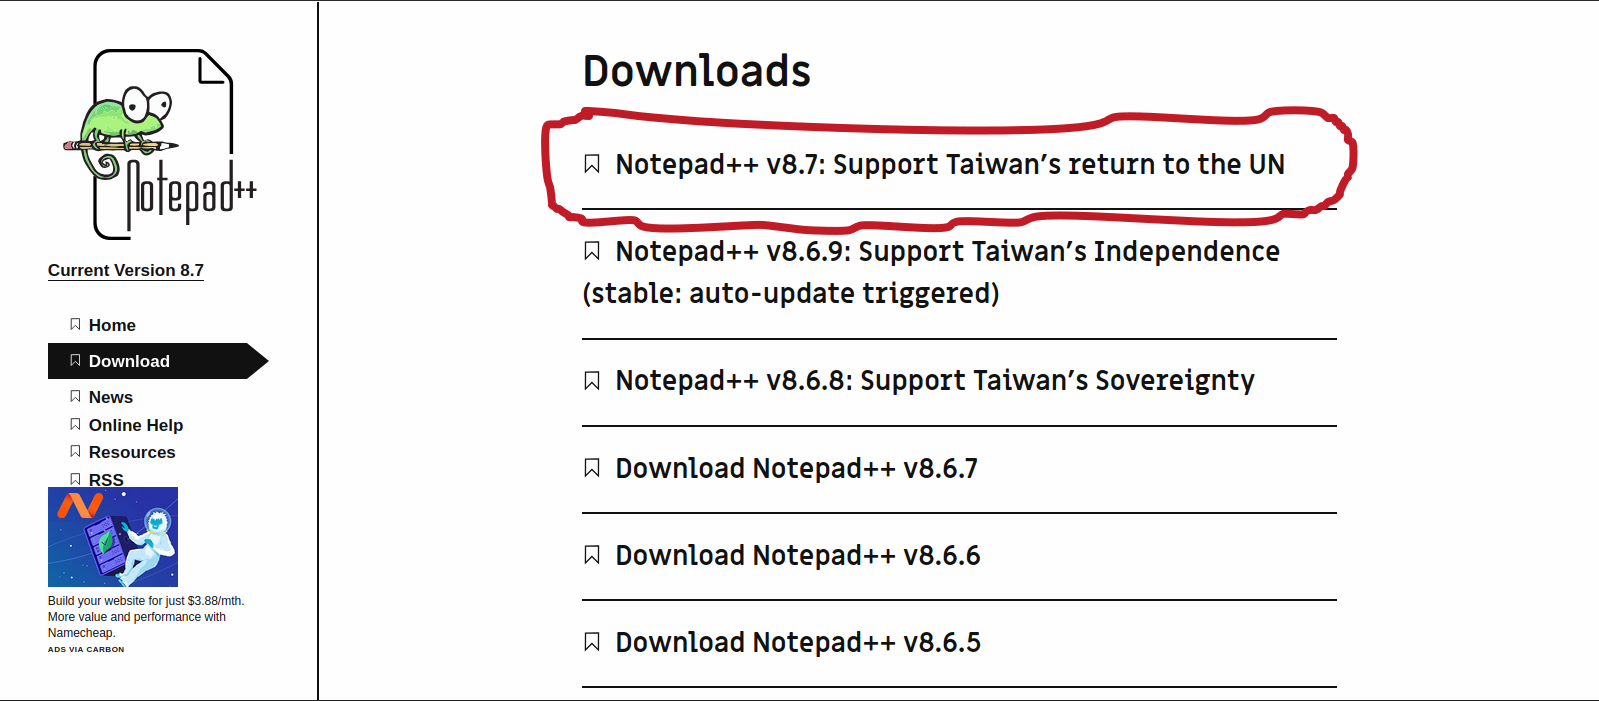 Notepad++
Current Version 8.7
Home
Download
News
Online Help
Resources
RSS
Build your website for just $3.88/mth.
More value and performance with
Namecheap.
ADS VIA CARBON
Downloads
Notepad++ v8.7: Support Taiwan’s return to the UN
Notepad++ v8.6.9: Support Taiwan’s Independence
(stable: auto-update triggered)
Notepad++ v8.6.8: Support Taiwan’s Sovereignty
Download Notepad++ v8.6.7
Download Notepad++ v8.6.6
Download Notepad++ v8.6.5